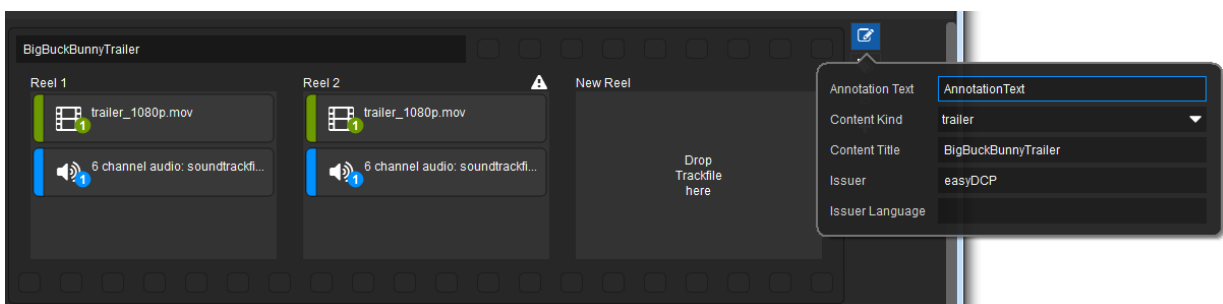 BigBuckBunnyTrailer
Reel 1
trailer_1080p.mov
1
6 channel audio: soundtrackfi...
1
Reel 2
trailer_1080p.mov
1
6 channel audio: soundtrackfi...
1
New Reel
Drop
Trackfile
here
Annotation Text AnnotationText
Content Kind trailer
Content Title BigBuckBunnyTrailer
Issuer easyDCP
Issuer Language